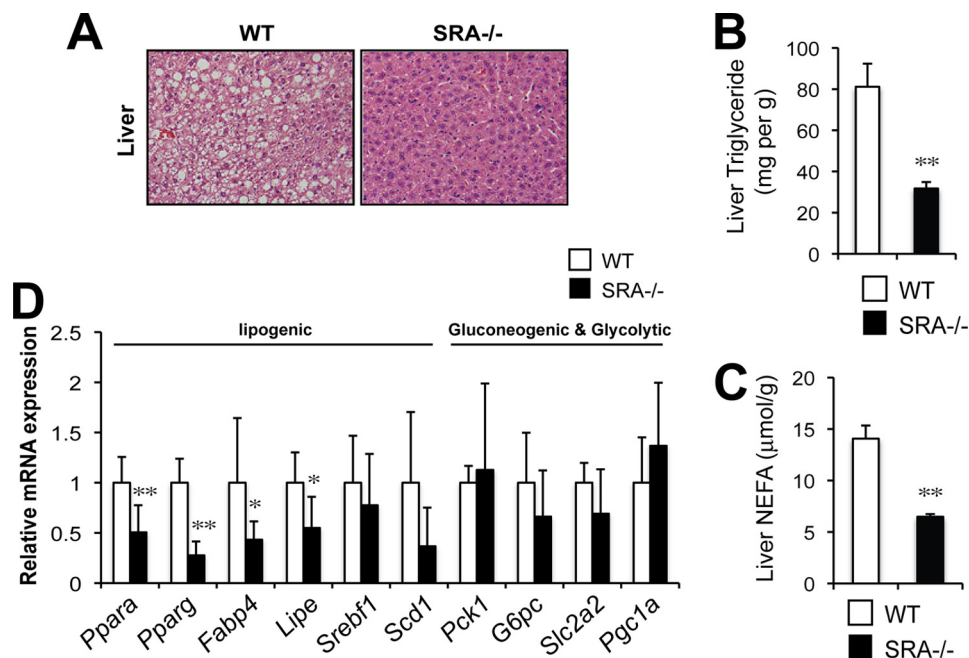 A
WT
SRA-/-
Liver
B
Liver Triglyceride
(mg per g)
100
80
60
40
20
0
**
WT
SRA-/-
WT
SRA-/-
D
lipogenic
Gluconeogenic & Glycolytic
Relative mRNA expression
2.5
2
1.5
1
0.5
0
**
**
*
*
Ppara
Pparg
Fabp4
Lipe
Srebf1
Scd1
Pck1
G6pc
Slc2a2
Pgc1a
C
Liver NEFA (μmol/g)
20
15
10
5
0
**
WT
SRA-/-